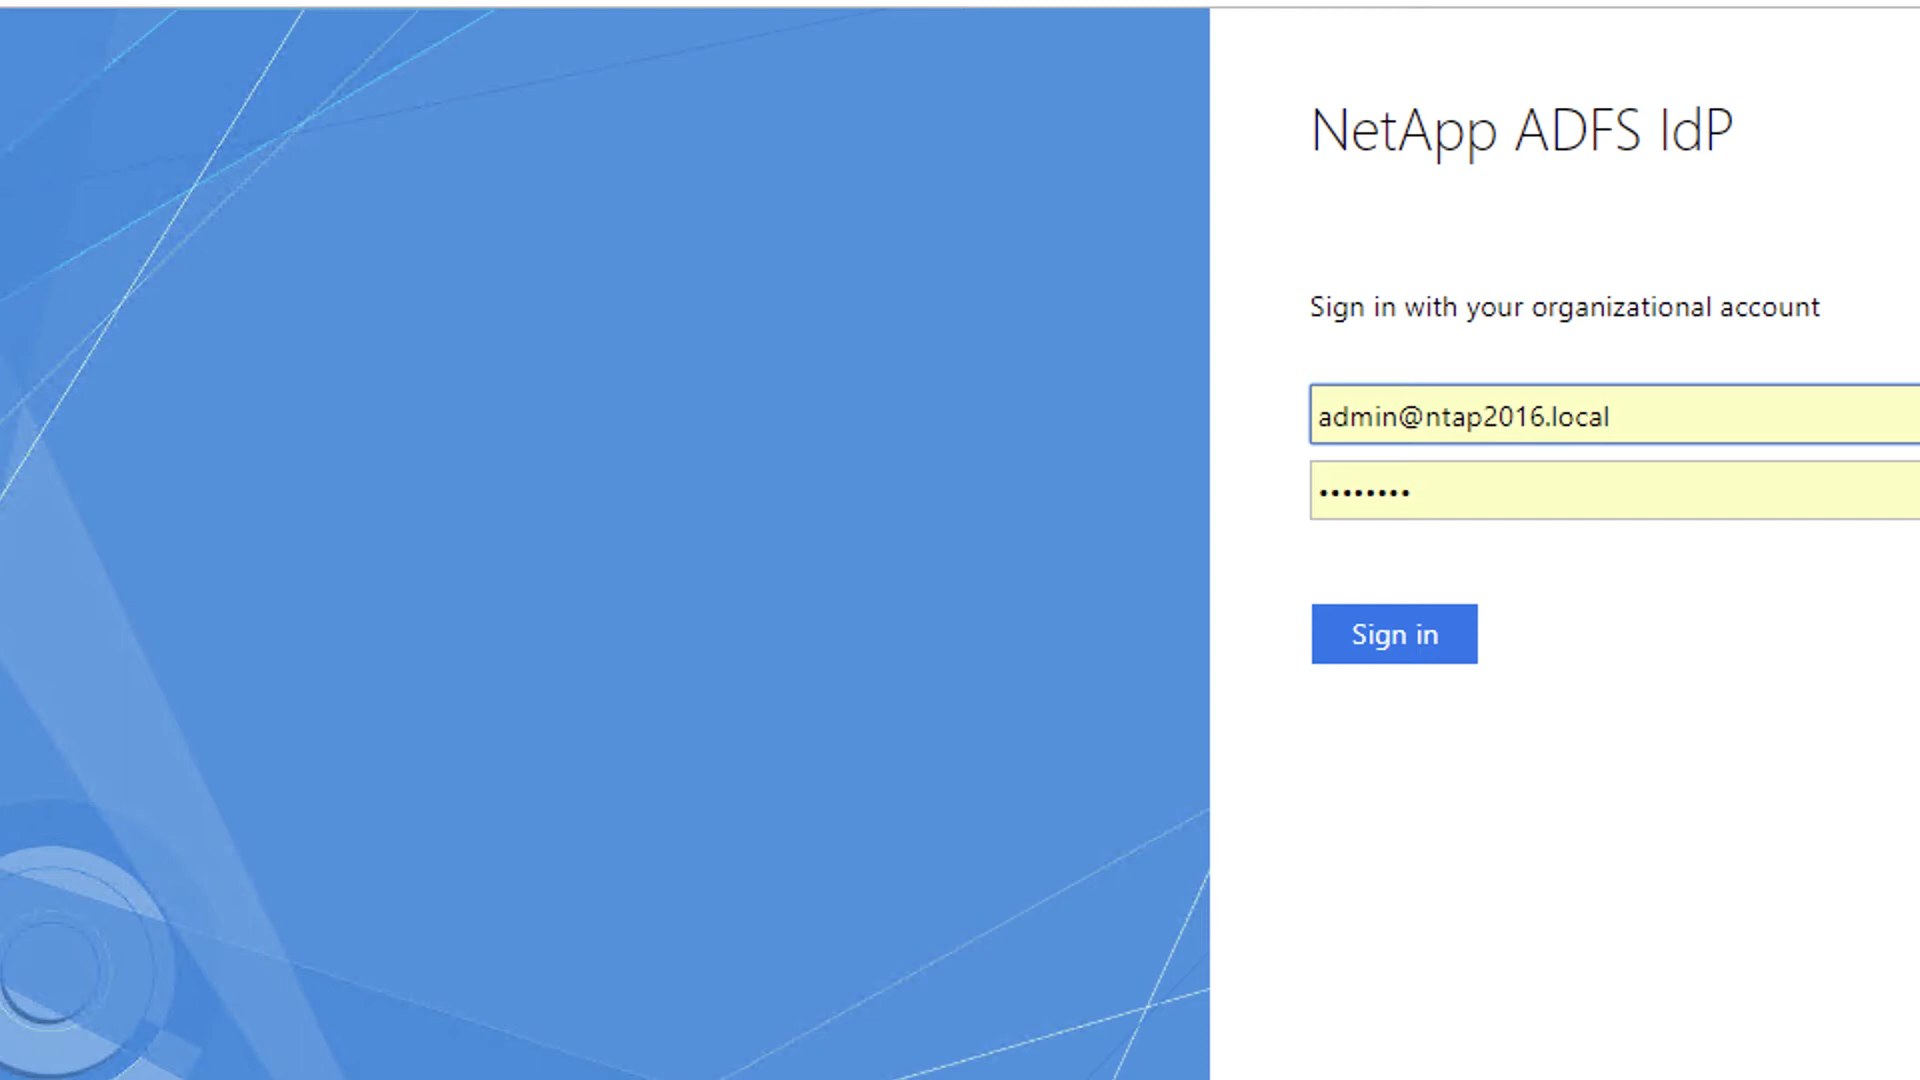 NetApp ADFS IdP
Sign in with your organizational account
admin@ntap2016.local
••••••••
Sign in